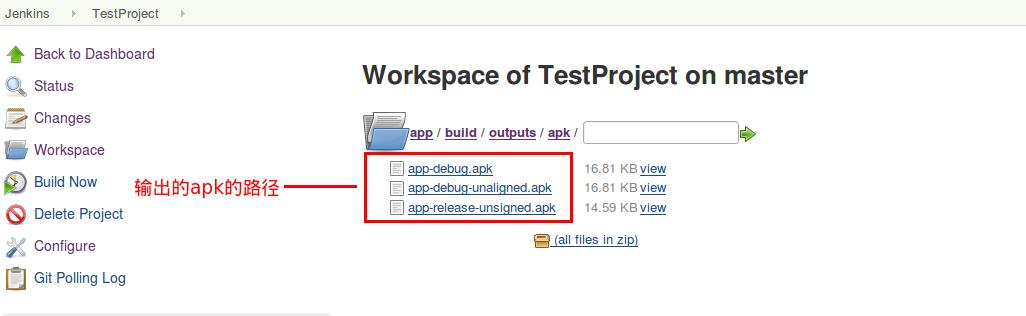 Jenkins TestProject
Back to Dashboard
Status
Changes
Workspace
Build Now
Delete Project
Configure
Git Polling Log
输出的apk的路径
Workspace of TestProject on master
app / build / outputs / apk /
app-debug.apk 16.81 KB view
app-debug-unaligned.apk 16.81 KB view
app-release-unsigned.apk 14.59 KB view
(all files in zip)